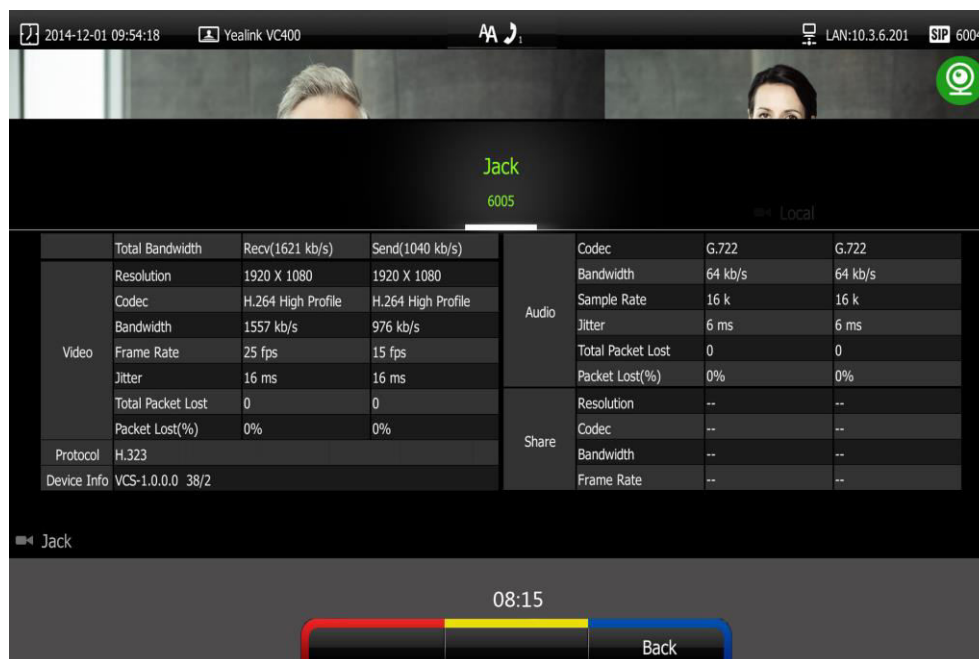 2014-12-01 09:54:18 Yealink VC400 AA 1 LAN:10.3.6.201 SIP 6004
Jack
6005
Local
Total Bandwidth Recv(1621 kb/s) Send(1040 kb/s)
Video
Resolution 1920 X 1080 1920 X 1080
Codec H.264 High Profile H.264 High Profile
Bandwidth 1557 kb/s 976 kb/s
Frame Rate 25 fps 15 fps
Jitter 16 ms 16 ms
Total Packet Lost 0 0
Packet Lost(%) 0% 0%
Protocol H.323
Device Info VCS-1.0.0.0 38/2
Audio
Codec G.722 G.722
Bandwidth 64 kb/s 64 kb/s
Sample Rate 16 k 16 k
Jitter 6 ms 6 ms
Total Packet Lost 0 0
Packet Lost(%) 0% 0%
Share
Resolution -- --
Codec -- --
Bandwidth -- --
Frame Rate -- --
Jack
08:15
Back